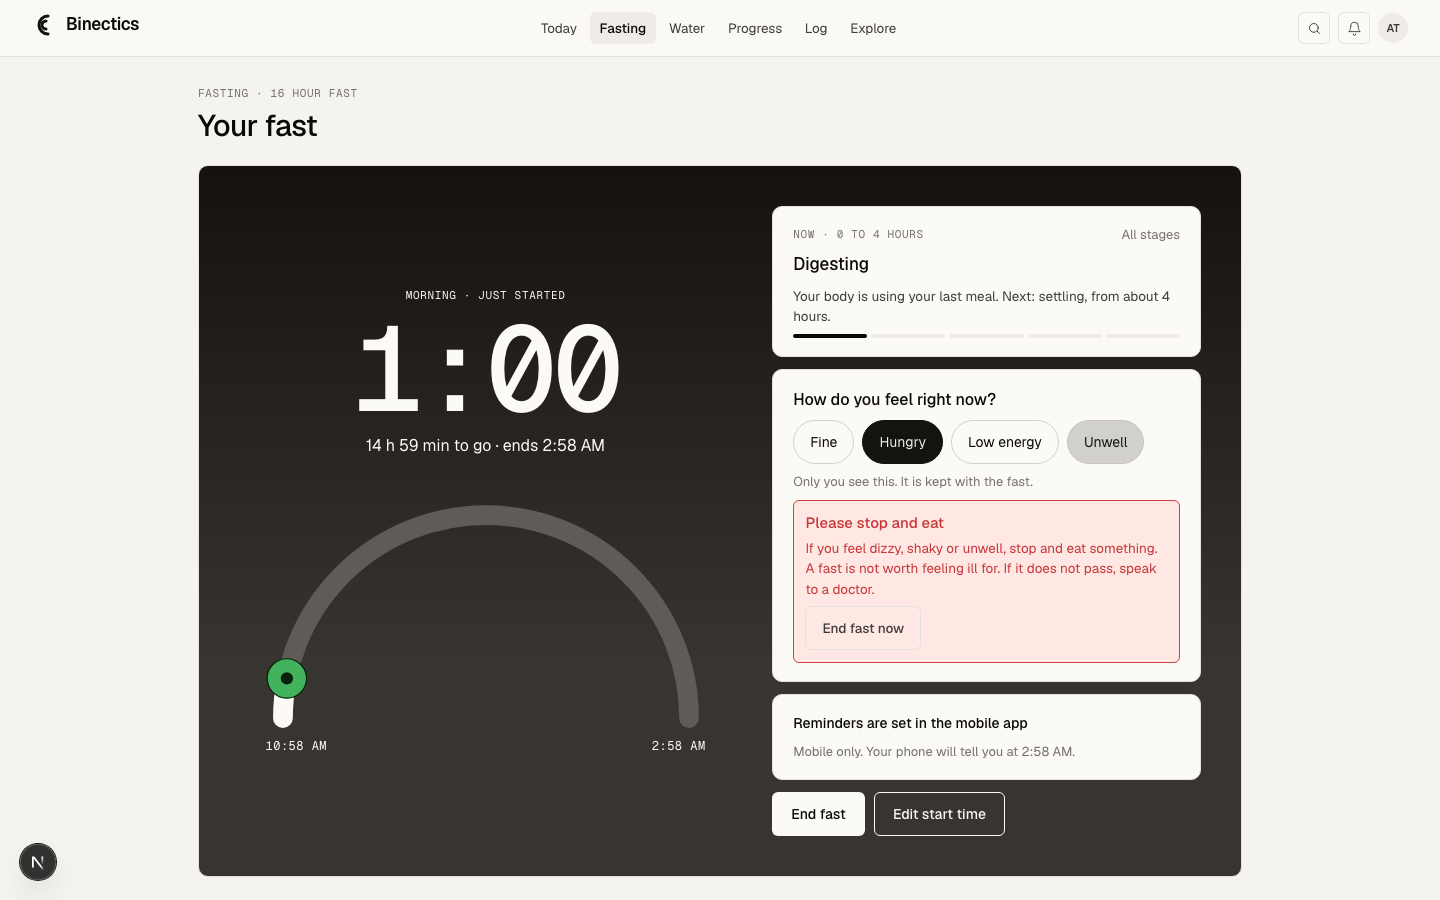 Binectics
Today
Fasting
Water
Progress
Log
Explore
AT
FASTING · 16 HOUR FAST
Your fast
MORNING · JUST STARTED
1:00
14 h 59 min to go · ends 2:58 AM
10:58 AM
2:58 AM
NOW · 0 TO 4 HOURS
All stages
Digesting
Your body is using your last meal. Next: settling, from about 4
hours.
How do you feel right now?
Fine
Hungry
Low energy
Unwell
Only you see this. It is kept with the fast.
Please stop and eat
If you feel dizzy, shaky or unwell, stop and eat something.
A fast is not worth feeling ill for. If it does not pass, speak
to a doctor.
End fast now
Reminders are set in the mobile app
Mobile only. Your phone will tell you at 2:58 AM.
End fast
Edit start time
N